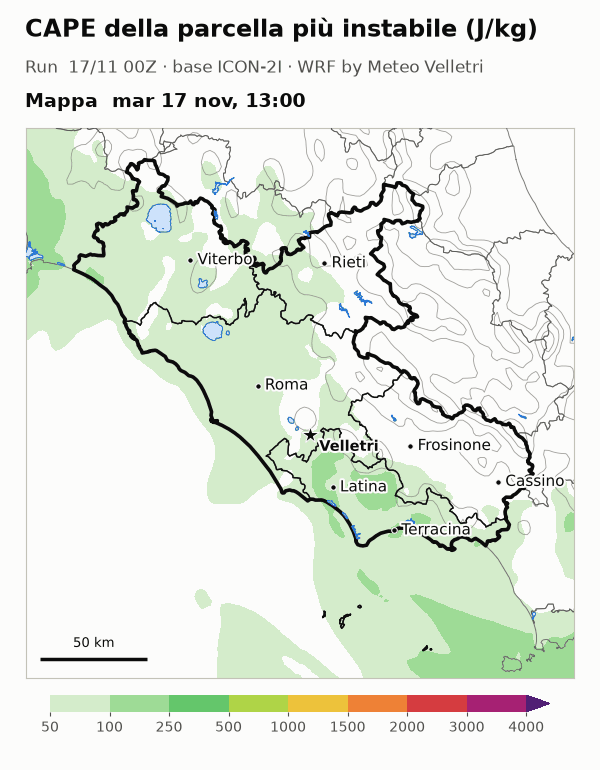 CAPE della parcella più instabile (J/kg)
Run  17/11 00Z · base ICON-2I · WRF by Meteo Velletri
Mappa  mar 17 nov, 13:00
Viterbo
Rieti
Roma
Velletri
Frosinone
Latina
Cassino
Terracina
50 km
50 100 250 500 1000 1500 2000 3000 4000